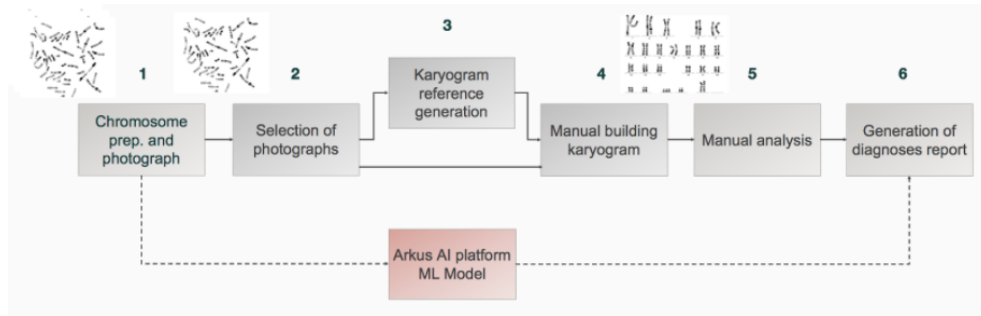 1
Chromosome
prep. and
photograph
2
Selection of
photographs
3
Karyogram
reference
generation
4
Manual building
karyogram
5
Manual analysis
6
Generation of
diagnoses report
Arkus AI platform
ML Model